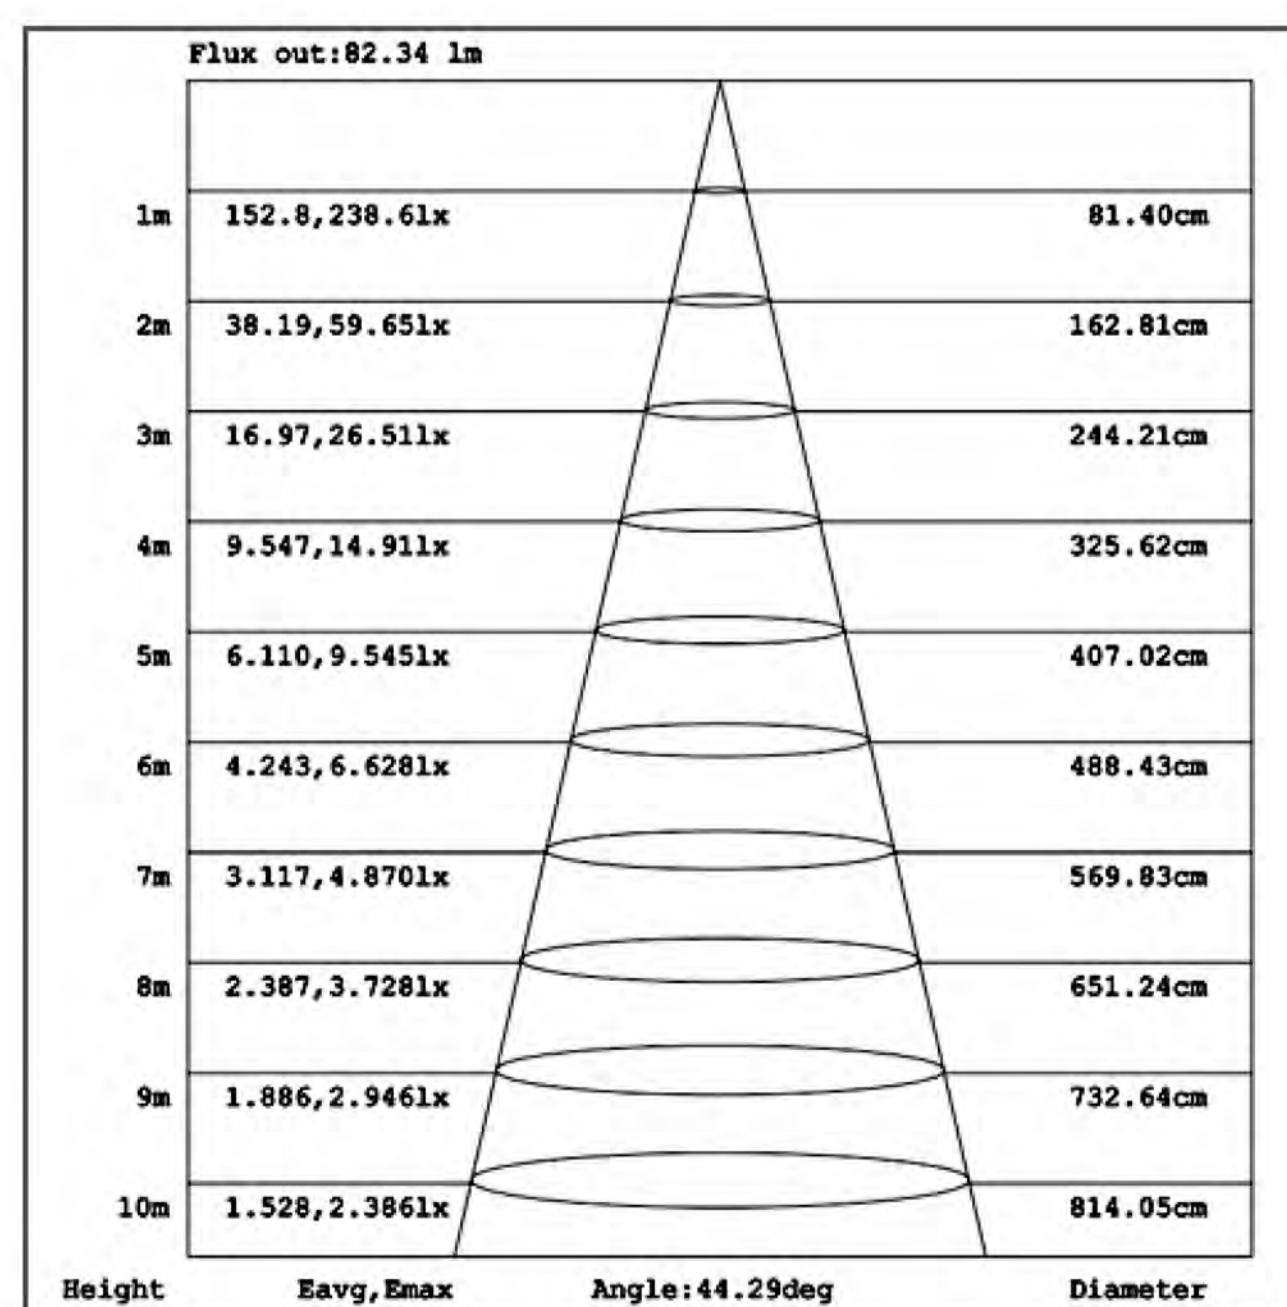 Flux out:82.34 lm
1m 152.8,238.6lx 81.40cm
2m 38.19,59.65lx 162.81cm
3m 16.97,26.51lx 244.21cm
4m 9.547,14.91lx 325.62cm
5m 6.110,9.545lx 407.02cm
6m 4.243,6.628lx 488.43cm
7m 3.117,4.870lx 569.83cm
8m 2.387,3.728lx 651.24cm
9m 1.886,2.946lx 732.64cm
10m 1.528,2.386lx 814.05cm
Height Eavg,Emax Angle:44.29deg Diameter